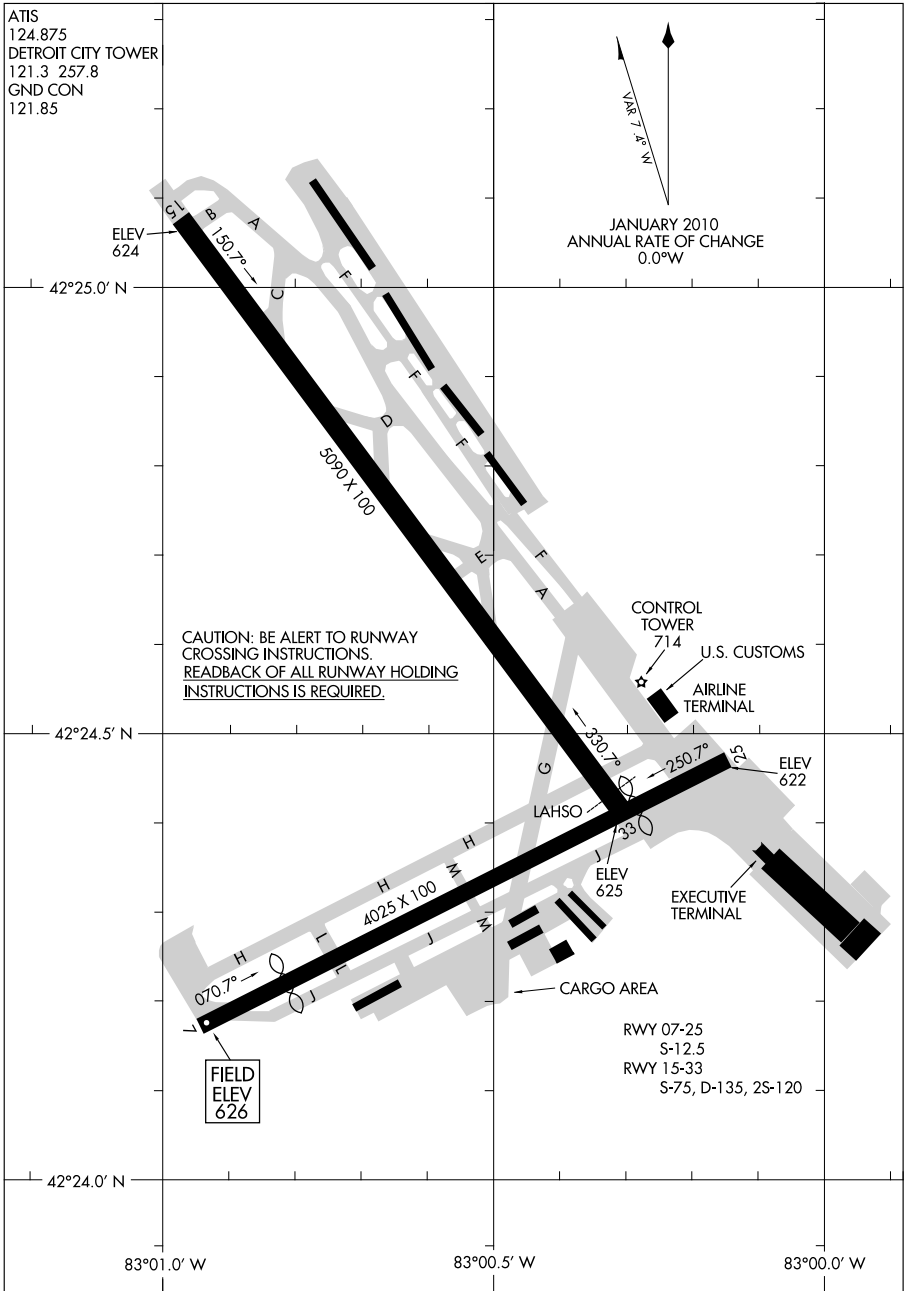 ATIS
124.875
DETROIT CITY TOWER
121.3 257.8
GND CON
121.85
VAR 7.4° W
JANUARY 2010
ANNUAL RATE OF CHANGE
0.0°W
15
B
A
ELEV
624
150.7°
F
C
42°25.0' N
F
D
F
5090 X 100
E
F
A
CONTROL
TOWER
714
U.S. CUSTOMS
AIRLINE
TERMINAL
CAUTION: BE ALERT TO RUNWAY
CROSSING INSTRUCTIONS.
READBACK OF ALL RUNWAY HOLDING
INSTRUCTIONS IS REQUIRED.
42°24.5' N
330.7°
250.7°
25
G
ELEV
622
LAHSO
33
H
J
ELEV
625
M
H
4025 X 100
EXECUTIVE
TERMINAL
M
L
J
H
L
070.7°
J
CARGO AREA
7
RWY 07-25
S-12.5
RWY 15-33
S-75, D-135, 2S-120
FIELD
ELEV
626
42°24.0' N
83°01.0' W
83°00.5' W
83°00.0' W